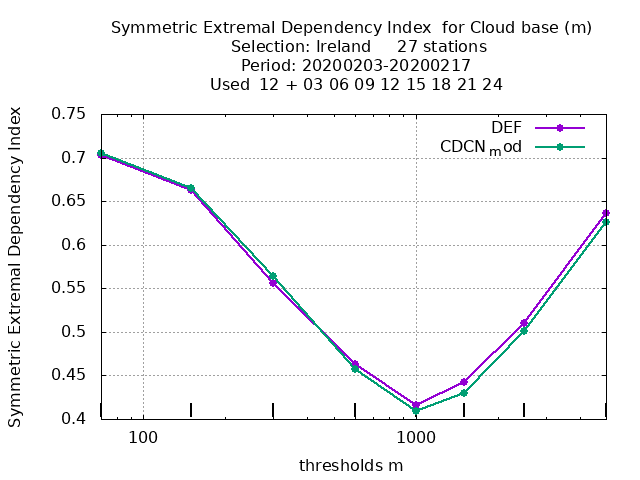 Symmetric Extremal Dependency Index for Cloud base (m)
Selection: Ireland 27 stations
Period: 20200203-20200217
Used 12 + 03 06 09 12 15 18 21 24
Symmetric Extremal Dependency Index
0.75
0.7
0.65
0.6
0.55
0.5
0.45
0.4
DEF
CDCNmod
100 1000
thresholds m